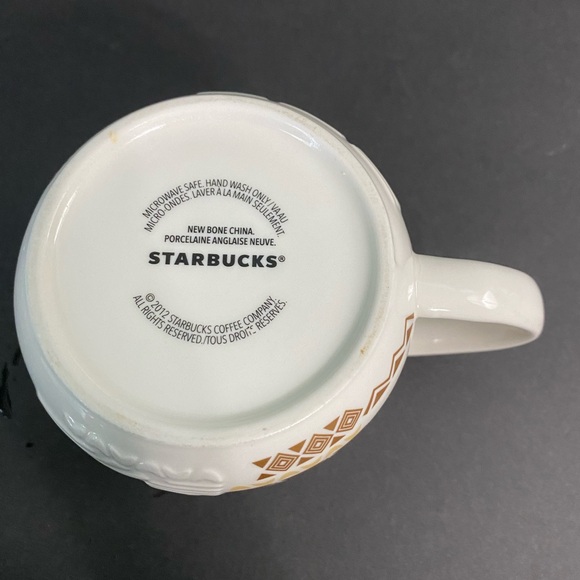 MICROWAVE SAFE. HAND WASH ONLY / VA AU
MICRO-ONDES. LAVER À LA MAIN SEULEMENT.
NEW BONE CHINA.
PORCELAINE ANGLAISE NEUVE.
STARBUCKS®
© 2012 STARBUCKS COFFEE COMPANY.
ALL RIGHTS RESERVED./TOUS DROITS RÉSERVÉS.